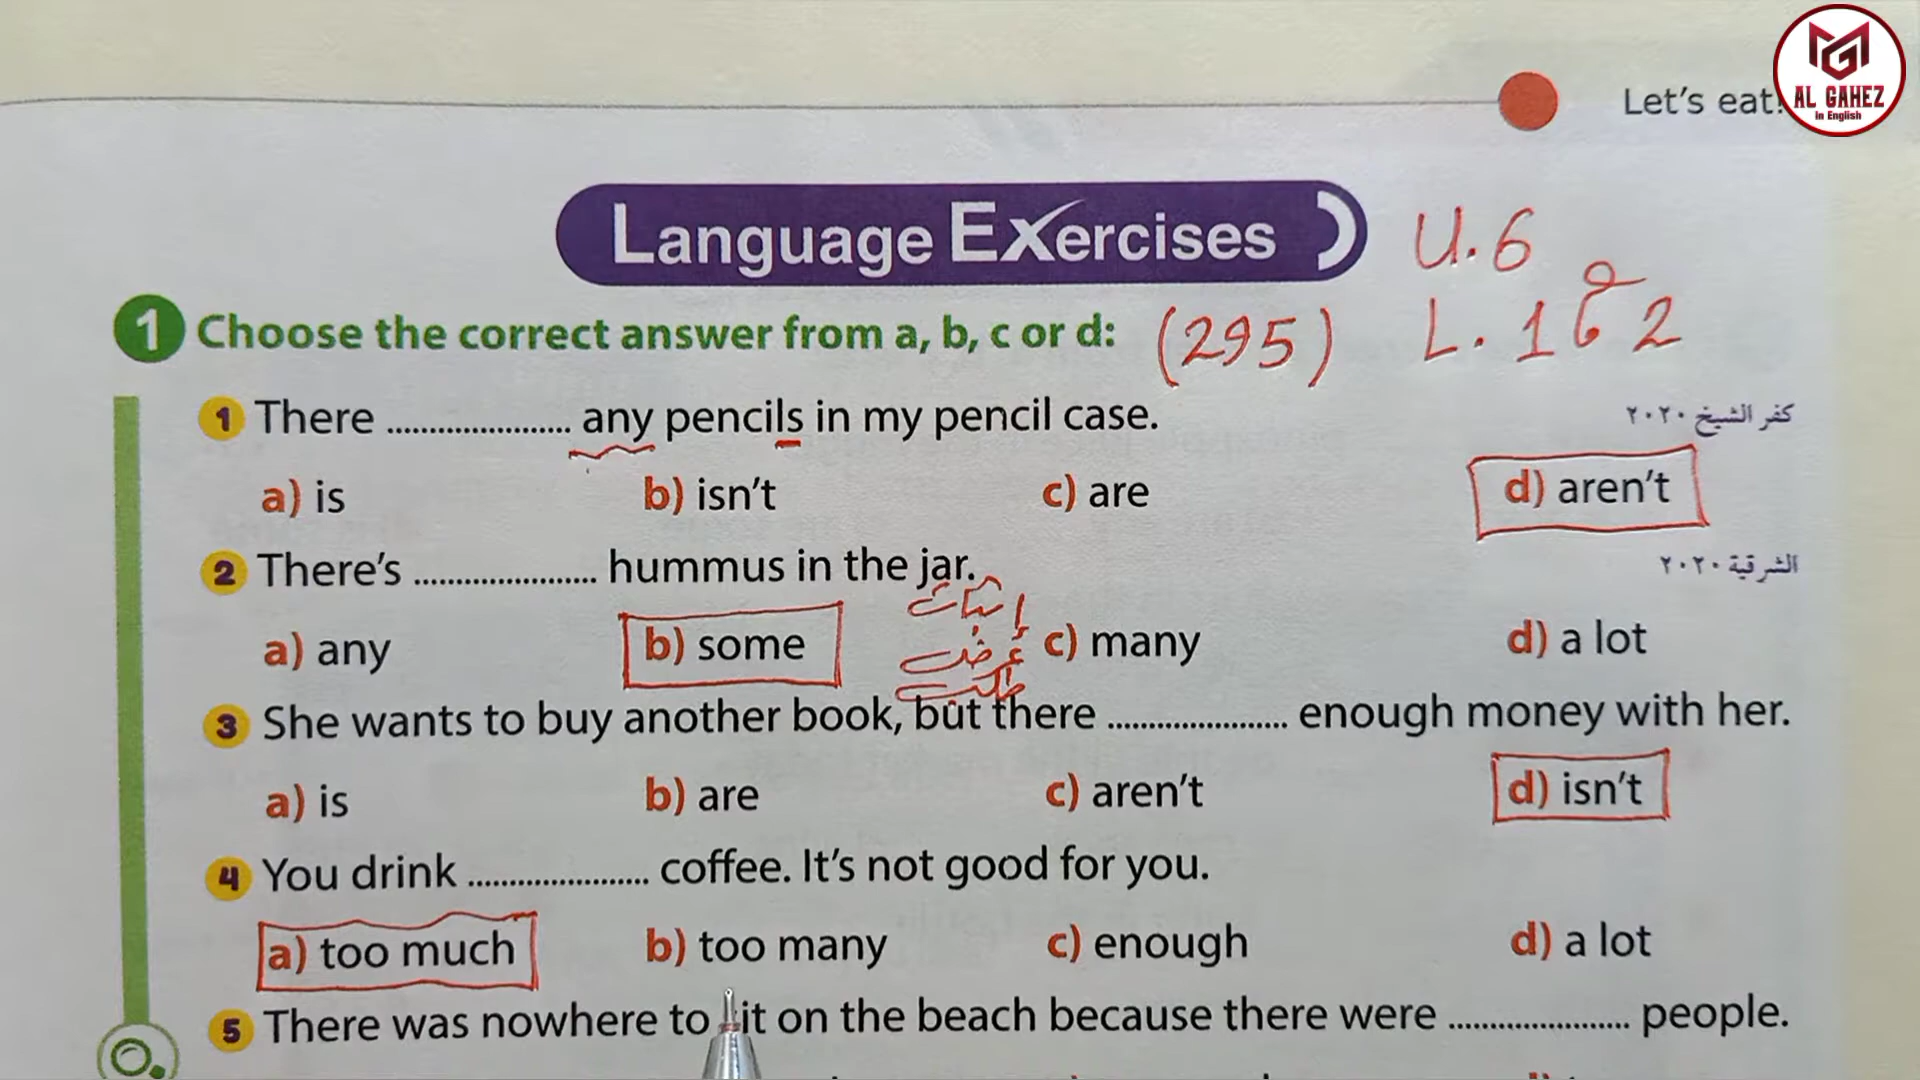 Let's eat!
AL GAHEZ
in English
Language Exercises
U.6
1 Choose the correct answer from a, b, c or d: (295) L. 1 و 2
1 There ...................... any pencils in my pencil case. كفر الشيخ ٢٠٢٠
a) is b) isn't c) are d) aren't
2 There's ...................... hummus in the jar. الشرقية ٢٠٢٠
إثبات
a) any b) some عرض c) many d) a lot
طلب
3 She wants to buy another book, but there ...................... enough money with her.
a) is b) are c) aren't d) isn't
4 You drink ...................... coffee. It's not good for you.
a) too much b) too many c) enough d) a lot
5 There was nowhere to sit on the beach because there were ...................... people.